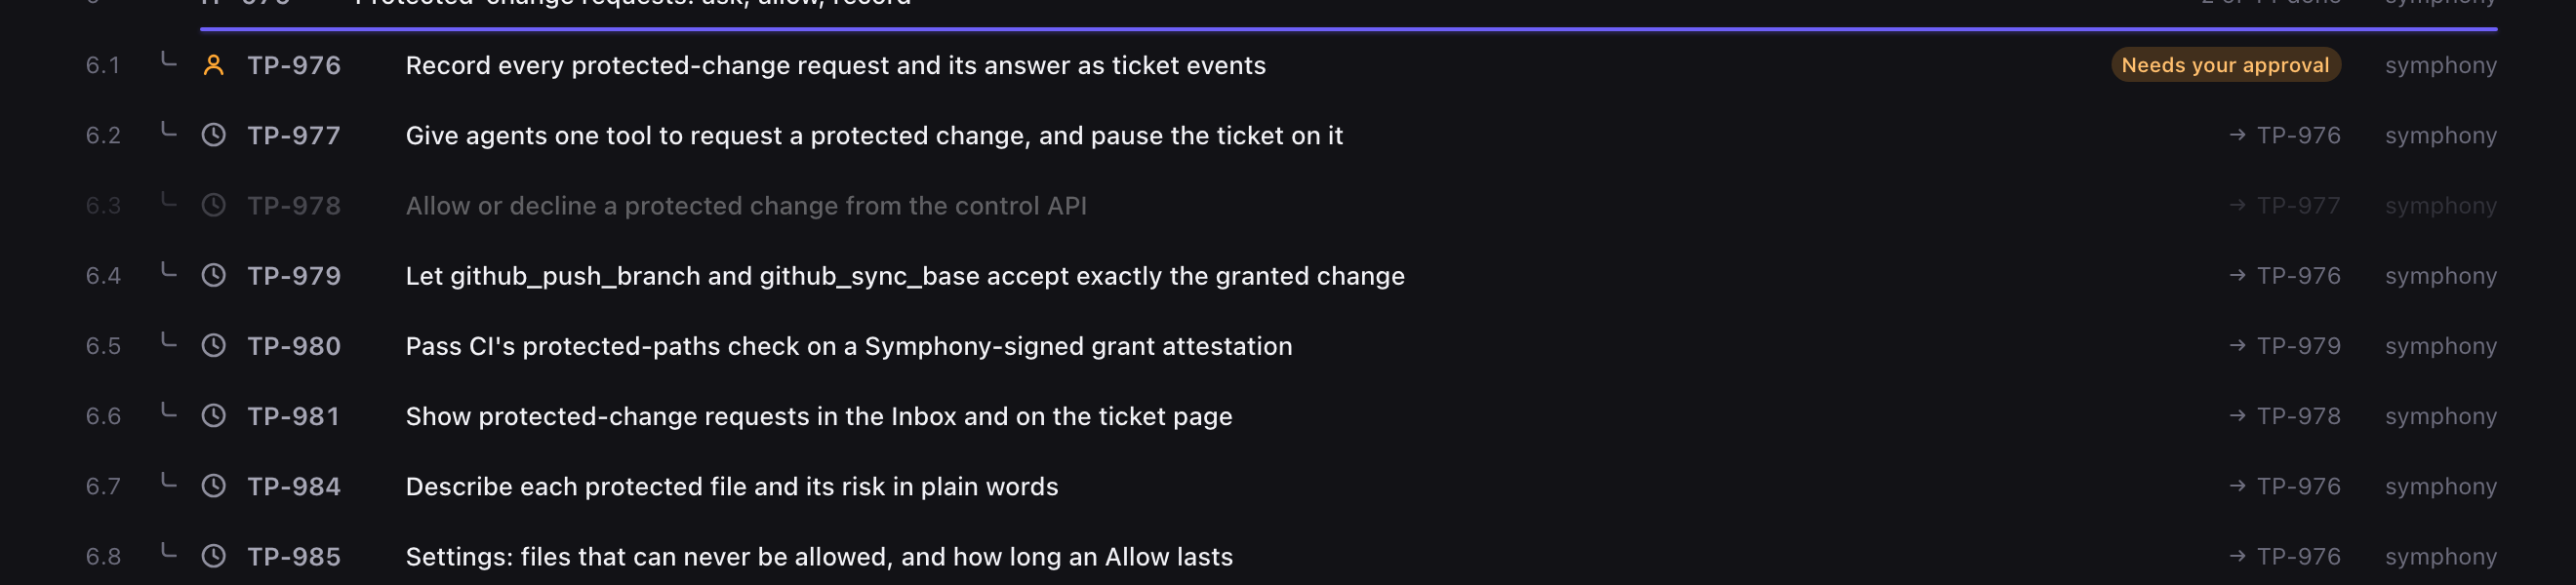 Protected-change requests: ask, allow, record symphony
6.1 TP-976 Record every protected-change request and its answer as ticket events Needs your approval symphony
6.2 TP-977 Give agents one tool to request a protected change, and pause the ticket on it → TP-976 symphony
6.3 TP-978 Allow or decline a protected change from the control API → TP-977 symphony
6.4 TP-979 Let github_push_branch and github_sync_base accept exactly the granted change → TP-976 symphony
6.5 TP-980 Pass CI's protected-paths check on a Symphony-signed grant attestation → TP-979 symphony
6.6 TP-981 Show protected-change requests in the Inbox and on the ticket page → TP-978 symphony
6.7 TP-984 Describe each protected file and its risk in plain words → TP-976 symphony
6.8 TP-985 Settings: files that can never be allowed, and how long an Allow lasts → TP-976 symphony